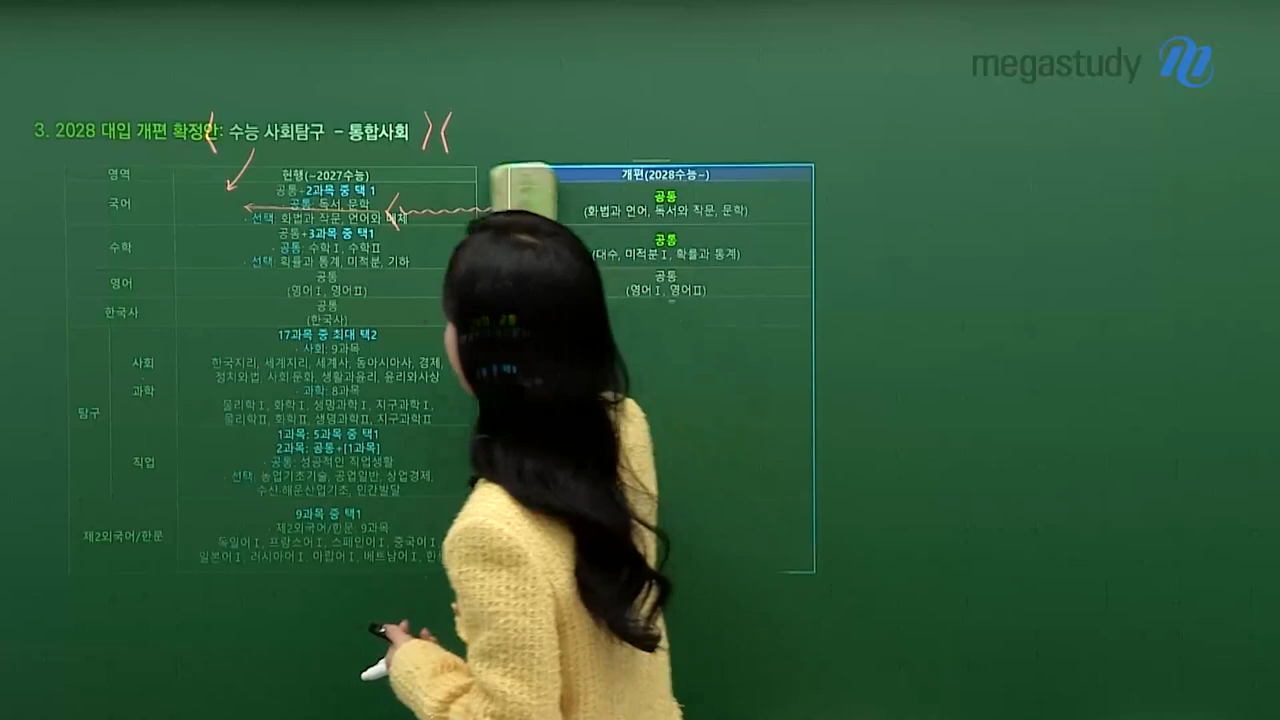 megastudy
3. 2028 대입 개편 확정안: 수능 사회탐구 - 통합사회
영역
현행(~2027수능)
개편(2028수능~)
국어
공통+2과목 중 택 1
· 공통: 독서, 문학
· 선택: 화법과 작문, 언어와 매체
공통
(화법과 언어, 독서와 작문, 문학)
수학
공통+3과목 중 택1
· 공통: 수학Ⅰ, 수학Ⅱ
· 선택: 확률과 통계, 미적분, 기하
공통
(대수, 미적분Ⅰ, 확률과 통계)
영어
공통
(영어Ⅰ, 영어Ⅱ)
공통
(영어Ⅰ, 영어Ⅱ)
한국사
공통
(한국사)
탐구
사회
·
과학
17과목 중 최대 택2
· 사회: 9과목
한국지리, 세계지리, 세계사, 동아시아사, 경제,
정치와법, 사회·문화, 생활과윤리, 윤리와사상
· 과학: 8과목
물리학Ⅰ, 화학Ⅰ, 생명과학Ⅰ, 지구과학Ⅰ,
물리학Ⅱ, 화학Ⅱ, 생명과학Ⅱ, 지구과학Ⅱ
직업
1과목: 5과목 중 택1
2과목: 공통+[1과목]
· 공통: 성공적인 직업생활
· 선택: 농업기초기술, 공업일반, 상업경제,
수산·해운산업기초, 인간발달
제2외국어/한문
9과목 중 택1
· 제2외국어/한문: 9과목
독일어Ⅰ, 프랑스어Ⅰ, 스페인어Ⅰ, 중국어Ⅰ,
일본어Ⅰ, 러시아어Ⅰ, 아랍어Ⅰ, 베트남어Ⅰ,